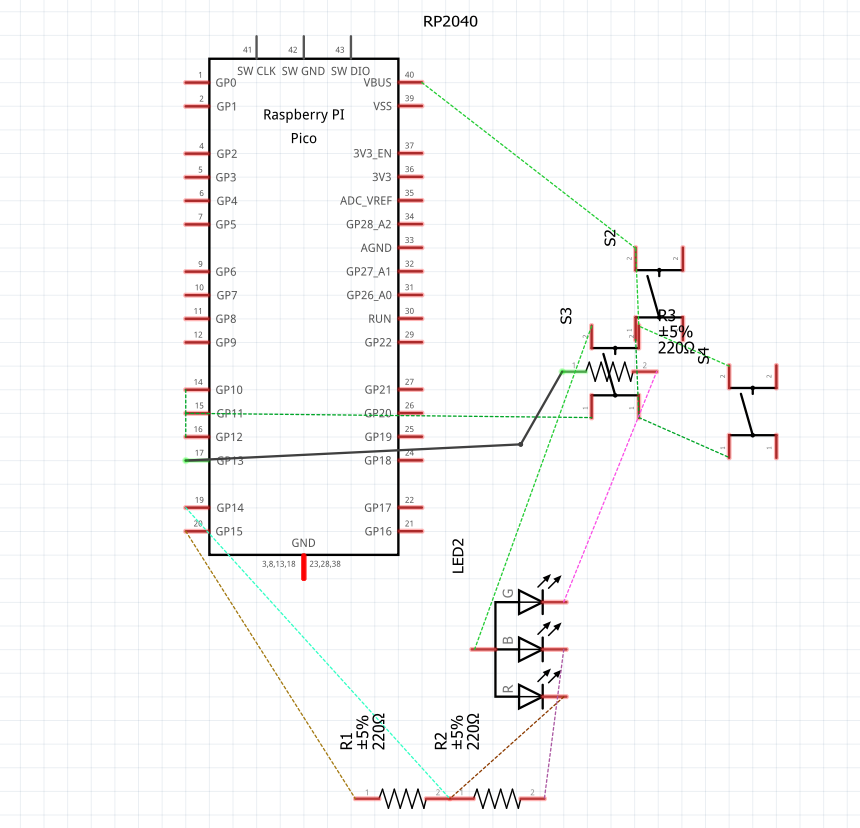 RP2040
41
42
43
SW CLK
SW GND
SW DIO
Raspberry PI
Pico
1
GP0
2
GP1
4
GP2
5
GP3
6
GP4
7
GP5
9
GP6
10
GP7
11
GP8
12
GP9
14
GP10
15
GP11
16
GP12
17
GP13
19
GP14
20
GP15
VBUS
40
VSS
39
3V3_EN
37
3V3
36
ADC_VREF
35
GP28_A2
34
AGND
33
GP27_A1
32
GP26_A0
31
RUN
30
GP22
29
GP21
27
GP20
26
GP19
25
GP18
24
GP17
22
GP16
21
GND
3,8,13,18
23,28,38
S2
2
2
1
S3
2
1
1
R3
±5%
220Ω
1
2
S4
2
2
1
1
LED2
G
B
R
R1
±5%
220Ω
1
2
R2
±5%
220Ω
1
2